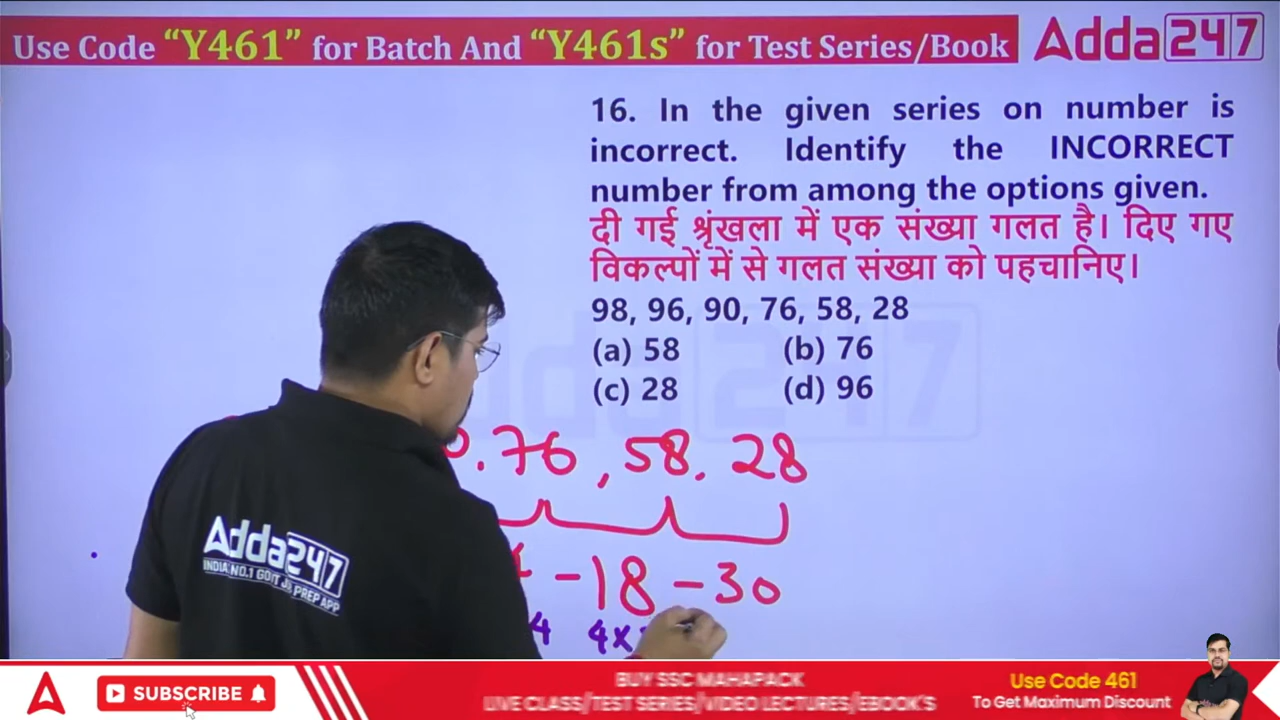 Use Code “Y461” for Batch And “Y461s” for Test Series/Book
Adda247
16. In the given series on number is
incorrect. Identify the INCORRECT
number from among the options given.
दी गई श्रृंखला में एक संख्या गलत है। दिए गए
विकल्पों में से गलत संख्या को पहचानिए।
98, 96, 90, 76, 58, 28
(a) 58 (b) 76
(c) 28 (d) 96
.76, 58. 28
-18 -30
4 4×
Adda247
INDIA NO.1 GOVT JOB PREP APP
SUBSCRIBE
BUY SSC MAHAPACK
LIVE CLASS/TEST SERIES/VIDEO LECTURES/EBOOK'S
Use Code 461
To Get Maximum Discount